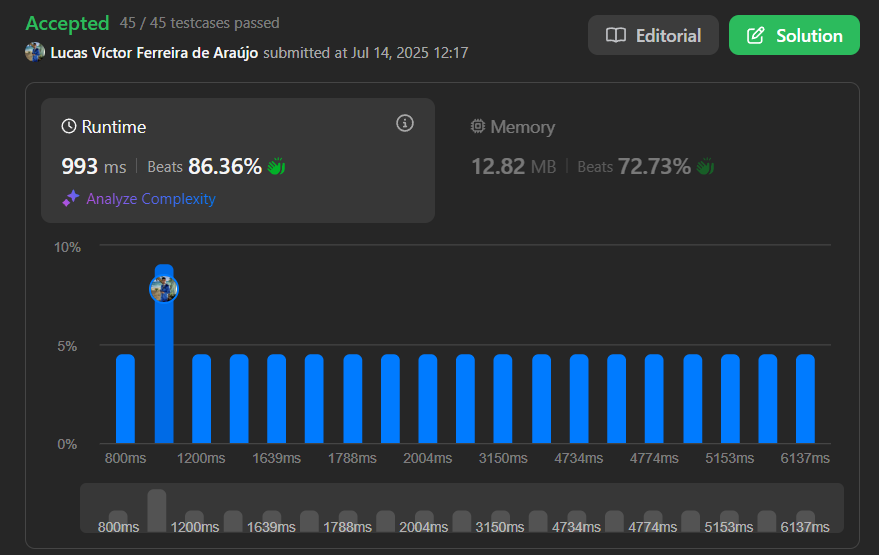 Accepted 45 / 45 testcases passed
Lucas Víctor Ferreira de Araújo submitted at Jul 14, 2025 12:17
Editorial
Solution
Runtime
993 ms | Beats 86.36%
Analyze Complexity
Memory
12.82 MB | Beats 72.73%
10%
5%
0%
800ms 1200ms 1639ms 1788ms 2004ms 3150ms 4734ms 4774ms 5153ms 6137ms
800ms 1200ms 1639ms 1788ms 2004ms 3150ms 4734ms 4774ms 5153ms 6137ms